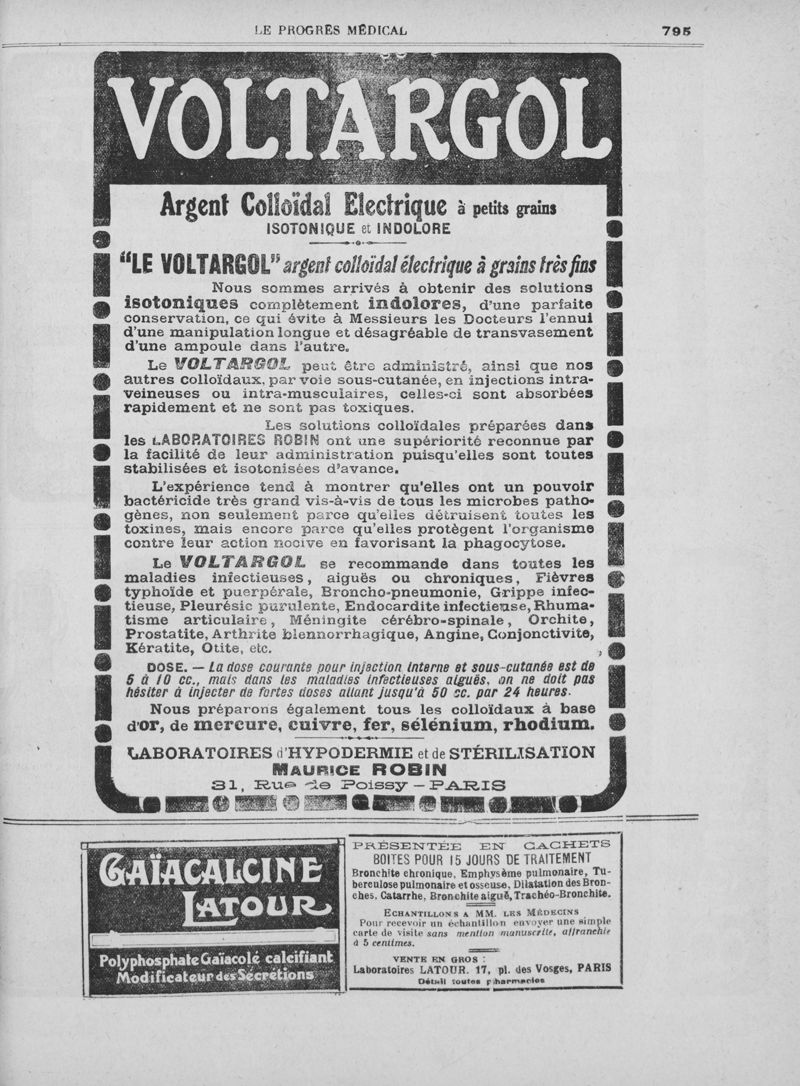 LE PROGRÈS MÉDICAL 795
VOLTARGOL
Argent Colloïdal Electrique à petits grains
ISOTONIQUE et INDOLORE
"LE VOLTARGOL" argent colloïdal électrique à grains très fins
Nous sommes arrivés à obtenir des solutions
isotoniques complètement indolores, d'une parfaite
conservation, ce qui évite à Messieurs les Docteurs l'ennui
d'une manipulation longue et désagréable de transvasement
d'une ampoule dans l'autre.
Le VOLTARGOL peut être administré, ainsi que nos
autres colloïdaux, par voie sous-cutanée, en injections intra-
veineuses ou intra-musculaires, celles-ci sont absorbées
rapidement et ne sont pas toxiques.
Les solutions colloïdales préparées dans
les LABORATOIRES ROBIN ont une supériorité reconnue par
la facilité de leur administration puisqu'elles sont toutes
stabilisées et isotonisées d'avance.
L'expérience tend à montrer qu'elles ont un pouvoir
bactéricide très grand vis-à-vis de tous les microbes patho-
gènes, non seulement parce qu'elles détruisent toutes les
toxines, mais encore parce qu'elles protègent l'organisme
contre leur action nocive en favorisant la phagocytose.
Le VOLTARGOL se recommande dans toutes les
maladies infectieuses, aiguës ou chroniques, Fièvres
typhoïde et puerpérale, Broncho-pneumonie, Grippe infec-
tieuse, Pleurésie purulente, Endocardite infectieuse, Rhuma-
tisme articulaire, Méningite cérébro-spinale, Orchite,
Prostatite, Arthrite blennorrhagique, Angine, Conjonctivite,
Kératite, Otite, etc.
DOSE. — La dose courante pour injection interne et sous-cutanée est de
5 à 10 cc., mais dans les maladies infectieuses aiguës, on ne doit pas
hésiter à injecter de fortes doses allant jusqu'à 50 cc. par 24 heures.
Nous préparons également tous les colloïdaux à base
d'or, de mercure, cuivre, fer, sélénium, rhodium.
LABORATOIRES d'HYPODERMIE et de STÉRILISATION
MAURICE ROBIN
31, Rue de Poissy — PARIS
GAÏACALCINE
LATOUR
Polyphosphate Gaïacolé calcifiant
Modificateur des Sécrétions
PRÉSENTÉE EN CACHETS
BOITES POUR 15 JOURS DE TRAITEMENT
Bronchite chronique, Emphysème pulmonaire, Tu-
berculose pulmonaire et osseuse, Dilatation des Bron-
ches, Catarrhe, Bronchite aiguë, Trachéo-Bronchite.
ECHANTILLONS A MM. LES MÉDECINS
Pour recevoir un échantillon envoyer une simple
carte de visite sans mention manuscrite, affranchie
à 5 centimes.
VENTE EN GROS :
Laboratoires LATOUR. 17, pl. des Vosges, PARIS
Détail toutes pharmacies